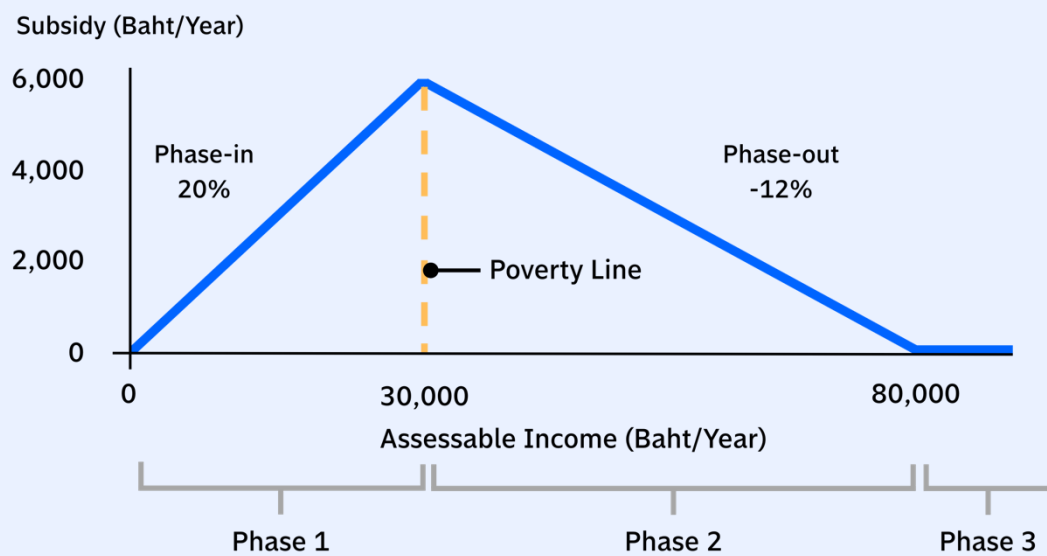 Subsidy (Baht/Year)
6,000
4,000
2,000
0
Phase-in
20%
Phase-out
-12%
Poverty Line
0
30,000
80,000
Assessable Income (Baht/Year)
Phase 1
Phase 2
Phase 3